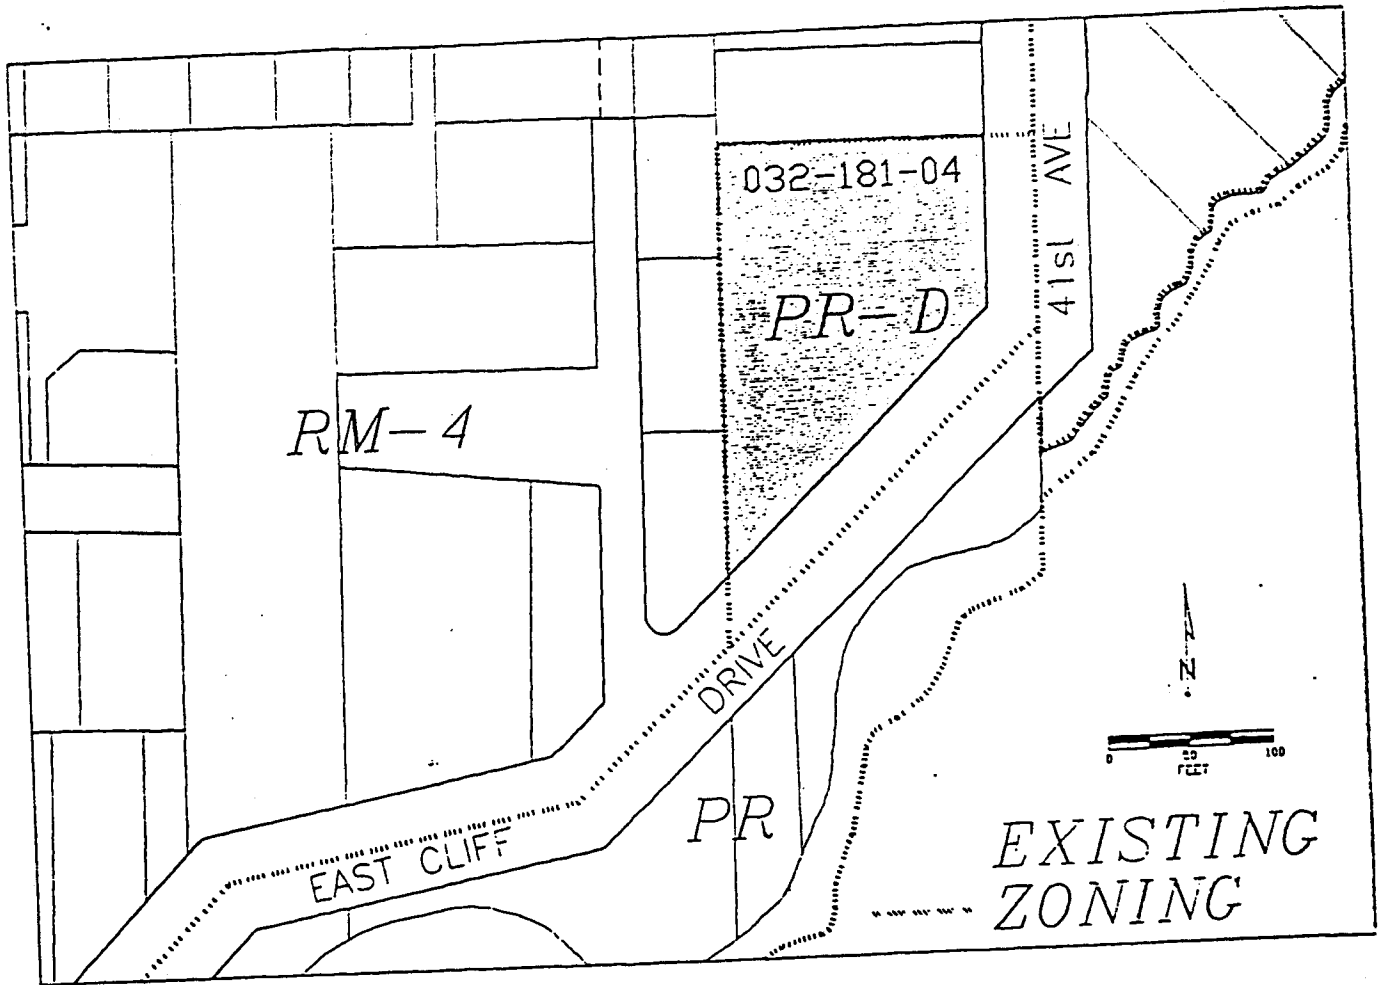 032-181-04
41st AVE
PR-D
RM-4
DRIVE
N
0 50 100
FEET
PR
EAST CLIFF
EXISTING
ZONING